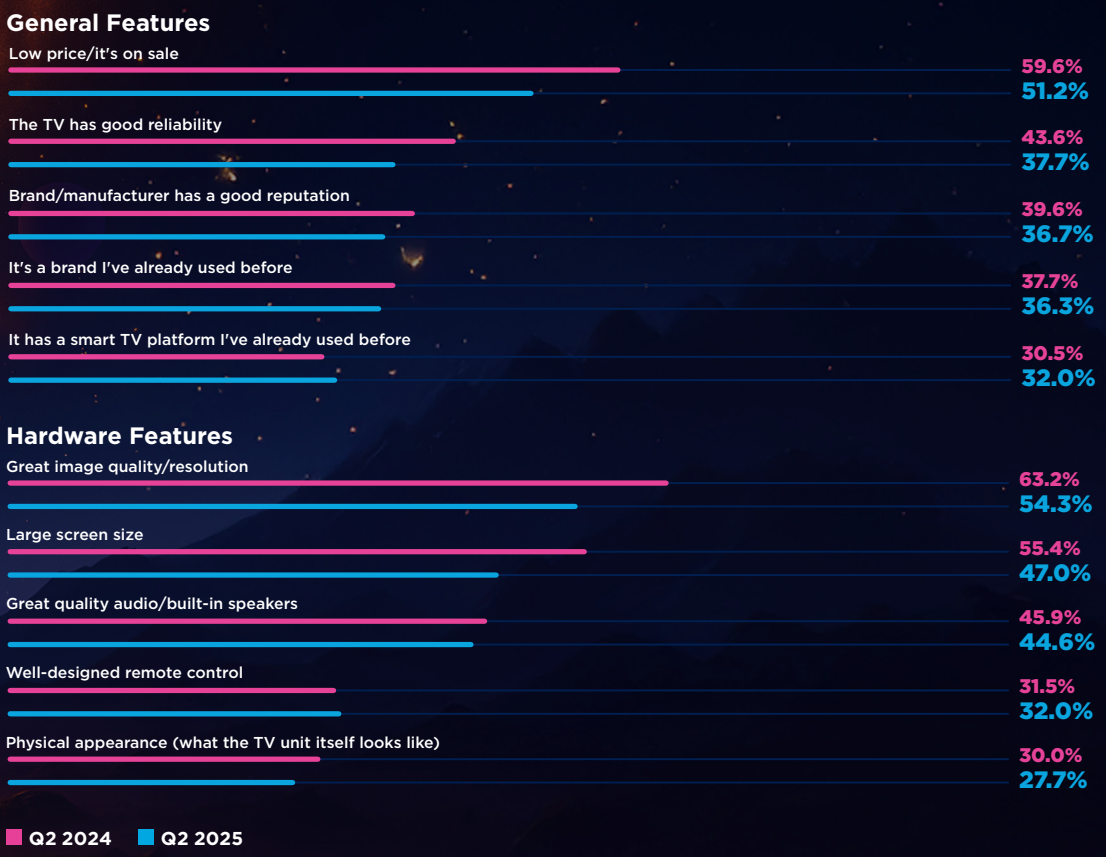 General Features
Low price/it's on sale
59.6%
51.2%
The TV has good reliability
43.6%
37.7%
Brand/manufacturer has a good reputation
39.6%
36.7%
It's a brand I've already used before
37.7%
36.3%
It has a smart TV platform I've already used before
30.5%
32.0%
Hardware Features
Great image quality/resolution
63.2%
54.3%
Large screen size
55.4%
47.0%
Great quality audio/built-in speakers
45.9%
44.6%
Well-designed remote control
31.5%
32.0%
Physical appearance (what the TV unit itself looks like)
30.0%
27.7%
Q2 2024 Q2 2025